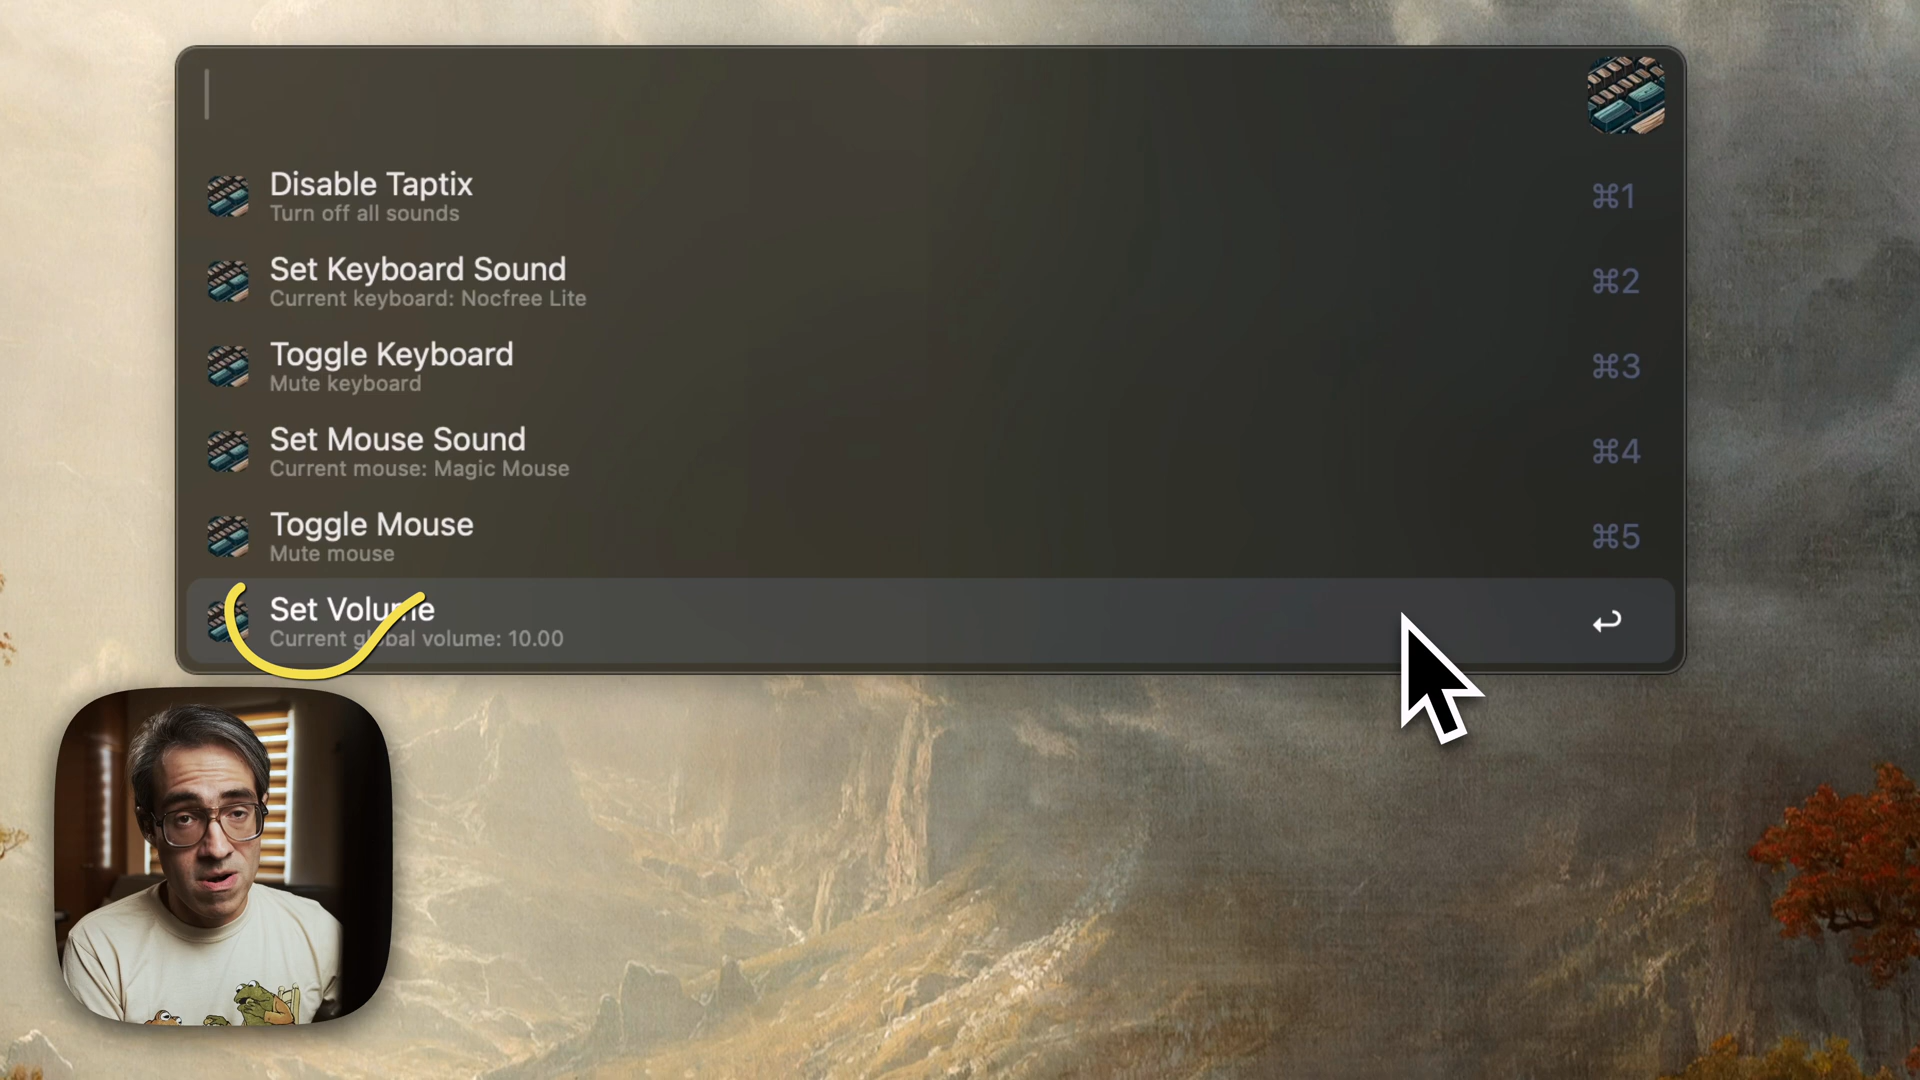 Disable Taptix
Turn off all sounds
⌘1
Set Keyboard Sound
Current keyboard: Nocfree Lite
⌘2
Toggle Keyboard
Mute keyboard
⌘3
Set Mouse Sound
Current mouse: Magic Mouse
⌘4
Toggle Mouse
Mute mouse
⌘5
Set Volume
Current global volume: 10.00